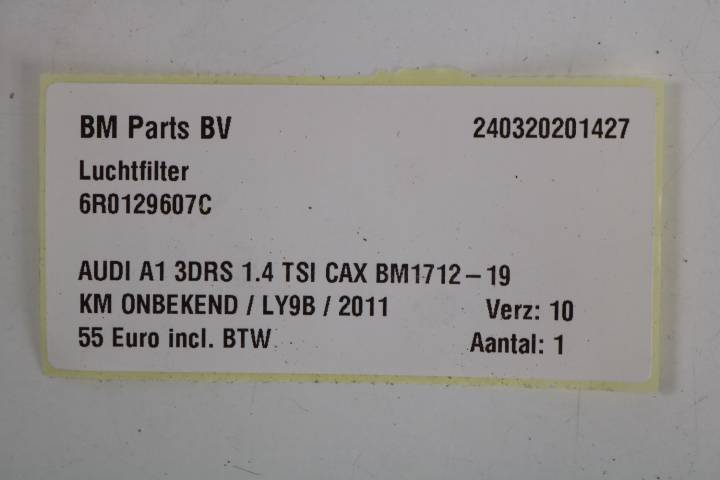 BM Parts BV 240320201427
Luchtfilter
6R0129607C
AUDI A1 3DRS 1.4 TSI CAX BM1712-19
KM ONBEKEND / LY9B / 2011 Verz: 10
55 Euro incl. BTW Aantal: 1